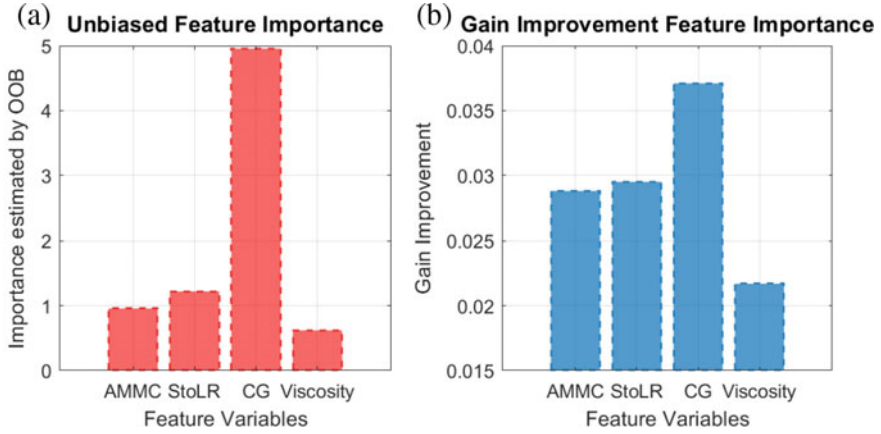 (a)
Unbiased Feature Importance
5
4
3
2
1
0
Importance estimated by OOB
AMMC StoLR CG Viscosity
Feature Variables
(b)
Gain Improvement Feature Importance
0.04
0.035
0.03
0.025
0.02
0.015
Gain Improvement
AMMC StoLR CG Viscosity
Feature Variables